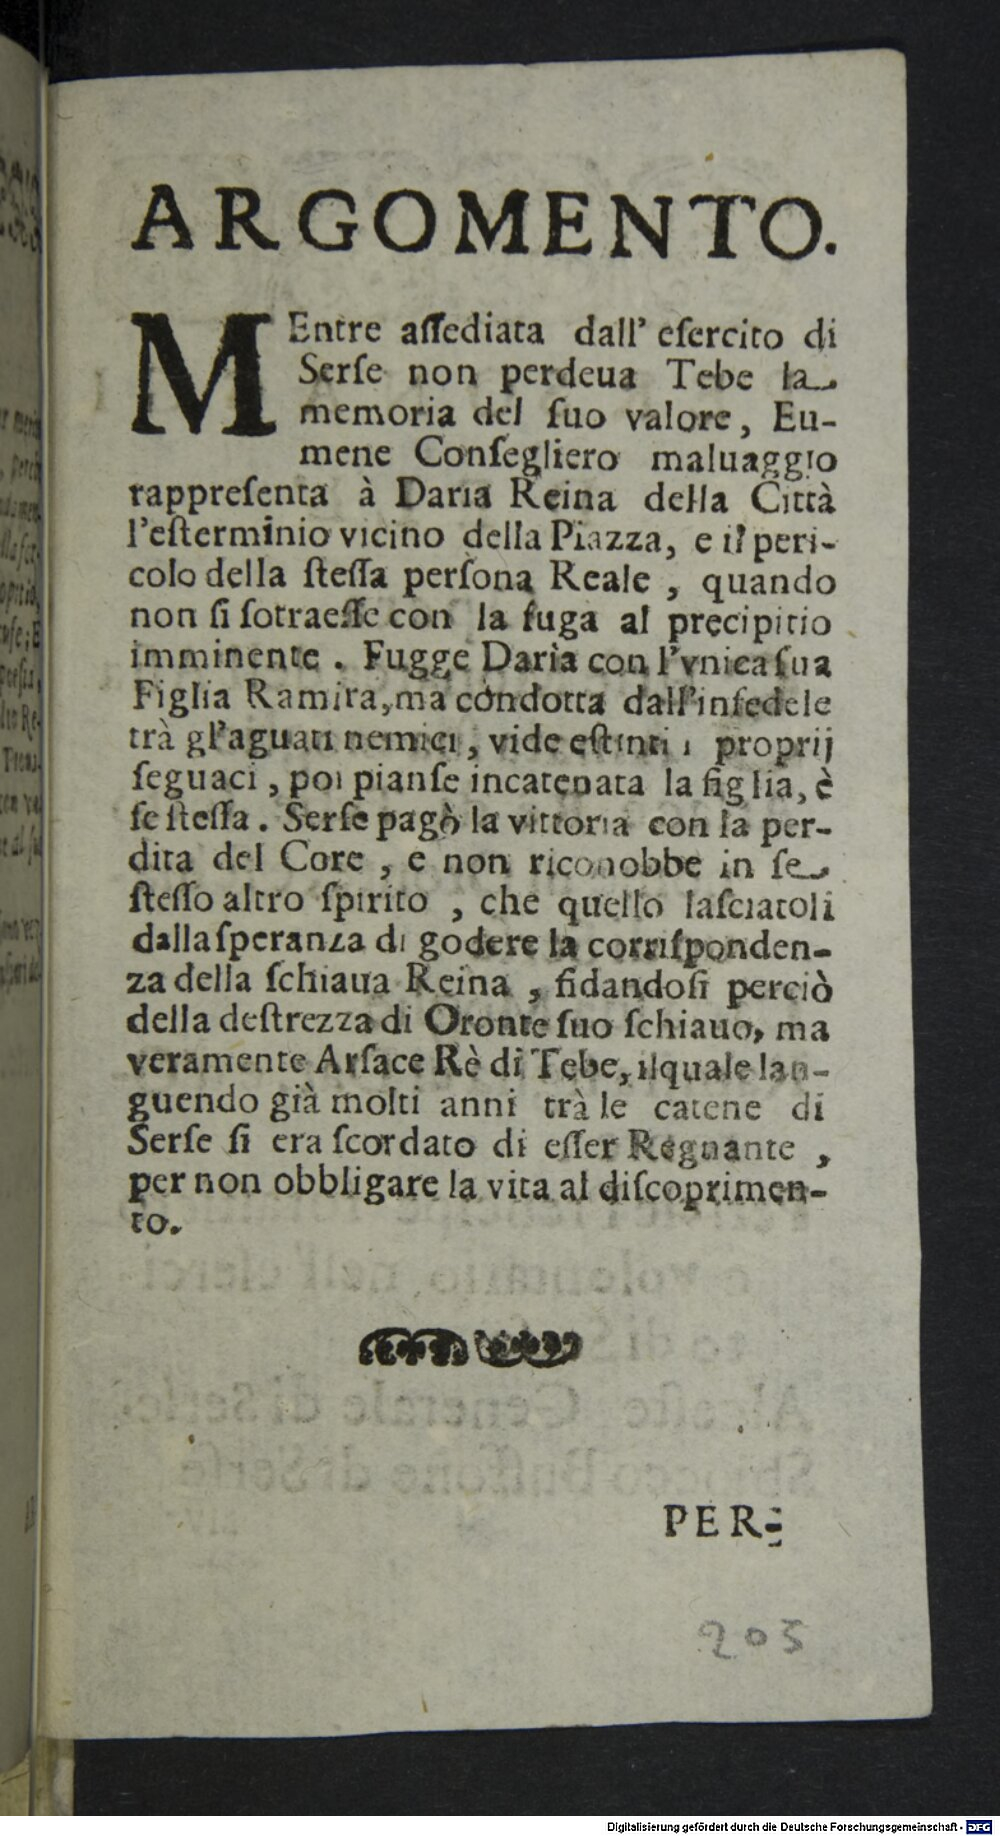 ARGOMENTO.
MEntre aſſediata dall' eſercito di
Serſe non perdeua Tebe la
memoria del ſuo valore, Eu-
mene Conſegliero maluaggio
rappreſenta à Daria Reina della Città
l'eſterminio vicino della Piazza, e il peri-
colo della ſteſſa perſona Reale, quando
non ſi ſotraeſſe con la fuga al precipitio
imminente. Fugge Daria con l'vnica ſua
Figlia Ramira, ma condotta dall'infedele
trà gl'aguati nemici, vide eſtinti i proprij
ſeguaci, poi pianſe incatenata la figlia, è
ſe ſteſſa. Serſe pagò la vittoria con la per-
dita del Core, e non riconobbe in ſe
ſteſſo altro ſpirito, che quello laſciatoli
dalla ſperanza di godere la corriſponden-
za della ſchiaua Reina, fidandoſi perciò
della deſtrezza di Oronte ſuo ſchiauo, ma
veramente Arſace Rè di Tebe, ilquale lan-
guendo già molti anni trà le catene di
Serſe ſi era ſcordato di eſſer Regnante,
per non obbligare la vita al diſcoprimen-
to.
PER-
203
Digitalisierung gefördert durch die Deutsche Forschungsgemeinschaft - DFG